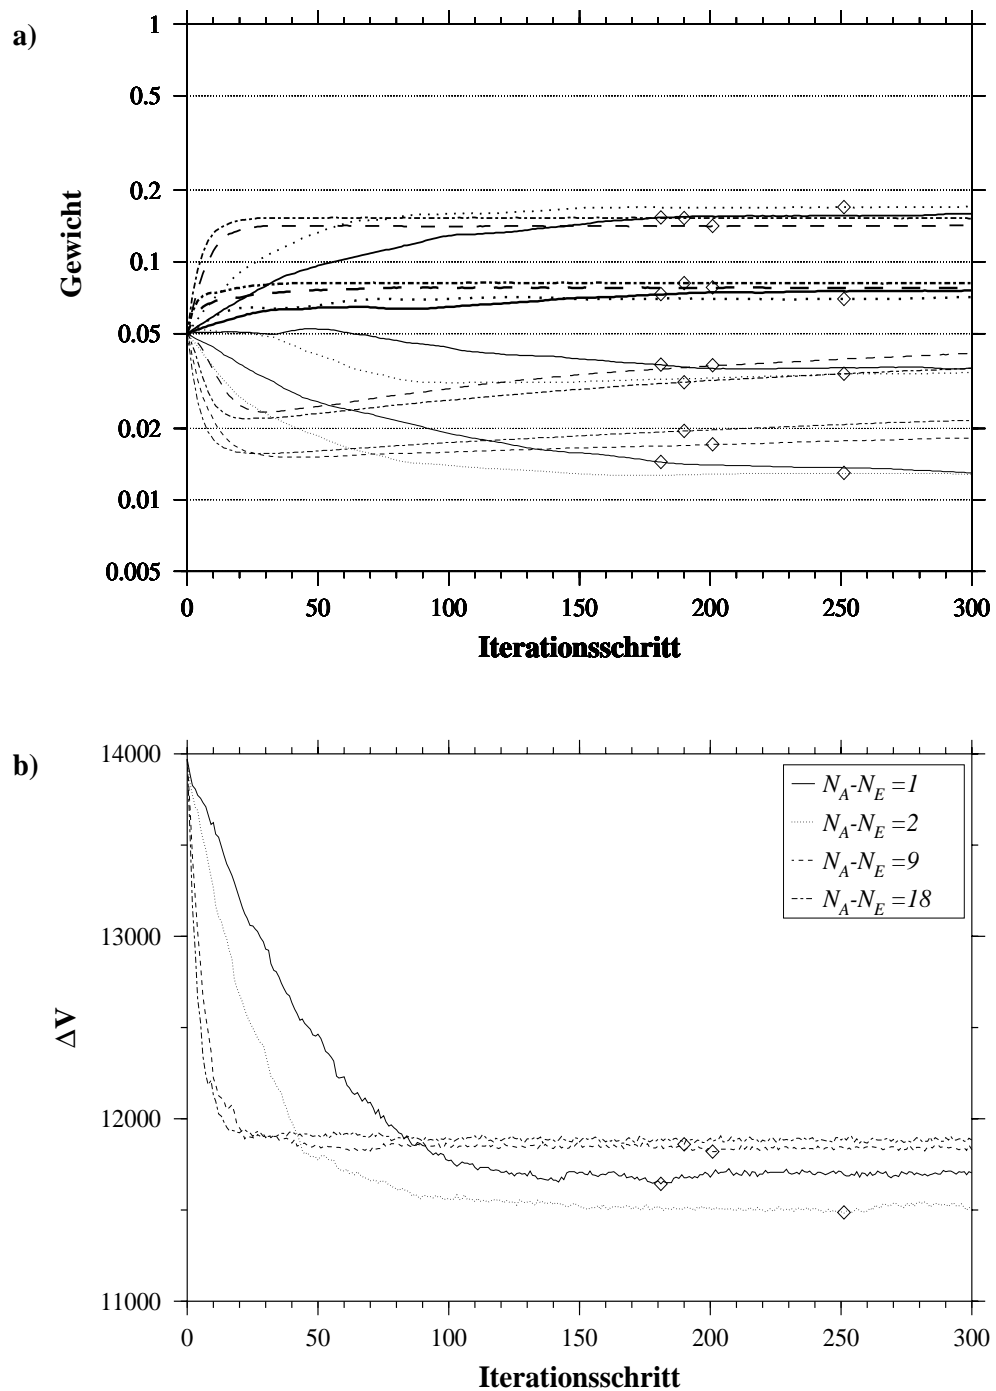 a)
1
0.5
0.2
0.1
0.05
0.02
0.01
0.005
Gewicht
0 50 100 150 200 250 300
Iterationsschritt
b)
14000
13000
12000
11000
ΔV
N_A-N_E =1
N_A-N_E =2
N_A-N_E =9
N_A-N_E =18
0 50 100 150 200 250 300
Iterationsschritt